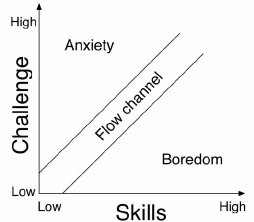 High
Anxiety
Challenge
Flow channel
Boredom
Low
Low
High
Skills